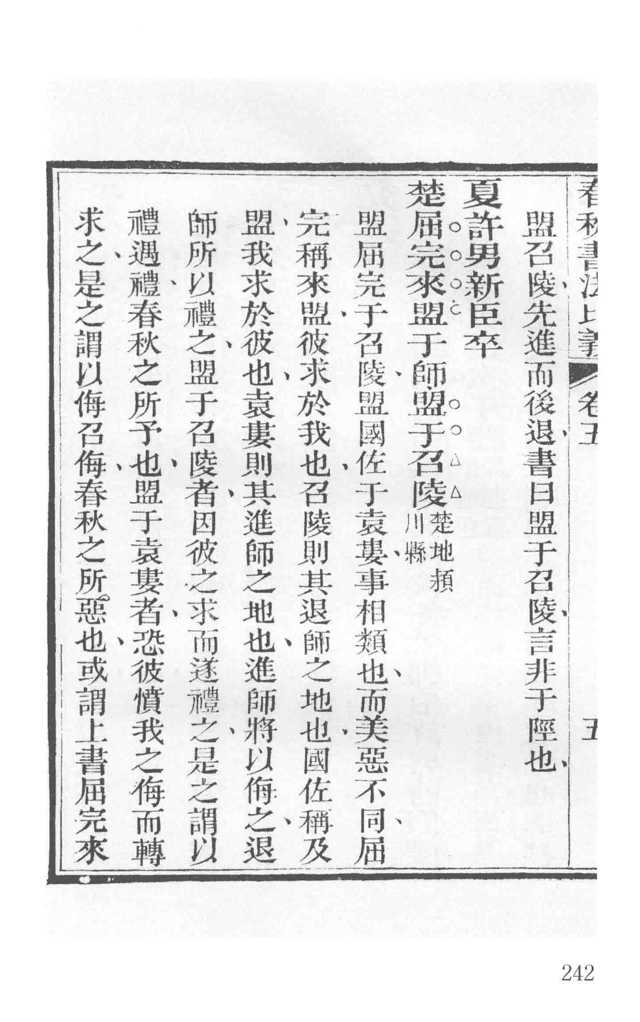 春秋書法比義 卷五 五
盟召陵先進而後退書曰盟于召陵言非于陘也
夏許男新臣卒
楚屈完來盟于師盟于召陵楚地頴川縣
盟屈完于召陵盟國佐于袁婁事相類也而美惡不同屈
完稱來盟彼求於我也召陵則其退師之地也國佐稱及
盟我求於彼也袁婁則其進師之地也進師將以侮之退
師所以禮之盟于召陵者因彼之求而遂禮之是之謂以
禮遇禮春秋之所予也盟于袁婁者恐彼憤我之侮而轉
求之是之謂以侮召侮春秋之所惡也或謂上書屈完來
242